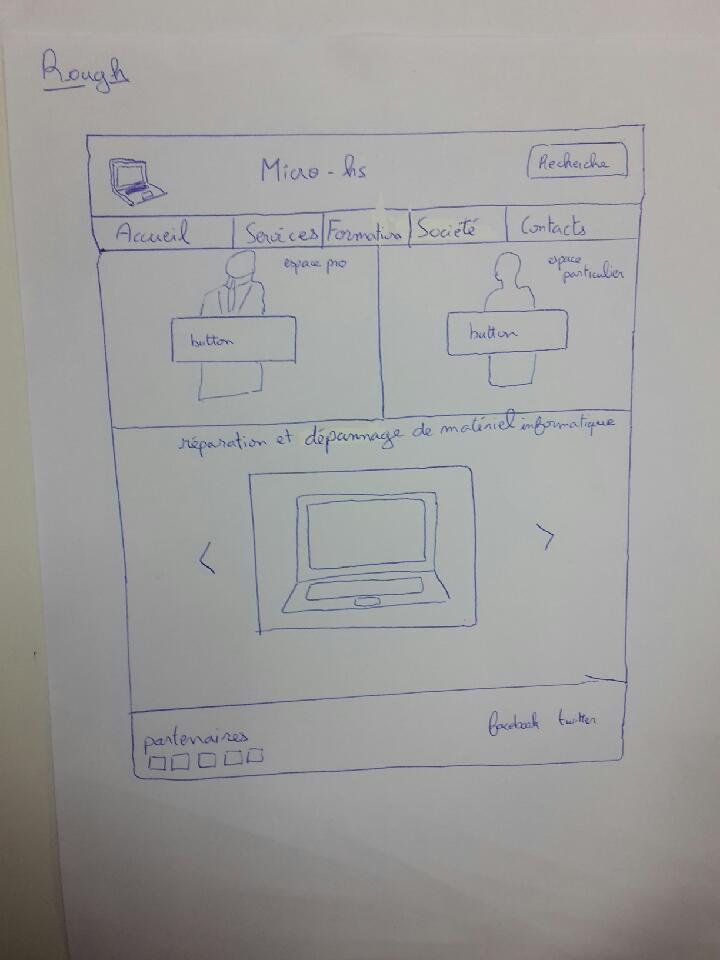 Rough
Micro-hs
Recherche
Accueil Services Formation Société Contacts
espace pro
button
espace
particulier
button
réparation et dépannage de matériel informatique
< >
partenaires
facebook twitter